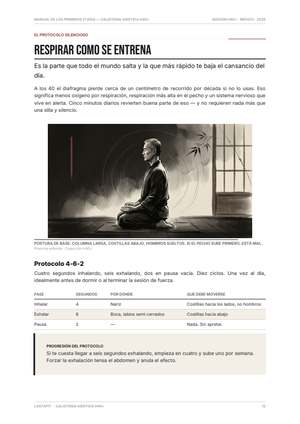 MANUAL DE LOS PRIMEROS 21 DÍAS — CALISTENIA ASIÁTICA KAKU
EDICIÓN KAKU · MÉXICO · 2026
EL PROTOCOLO SILENCIOSO
RESPIRAR COMO SE ENTRENA
Es la parte que todo el mundo salta y la que más rápido te baja el cansancio del
día.
A los 40 el diafragma pierde cerca de un centímetro de recorrido por década si no lo usas. Eso
significa menos oxígeno por respiración, respiración más alta en el pecho y un sistema nervioso que
vive en alerta. Cinco minutos diarios revierten buena parte de eso — y no requieren nada más que
una silla y silencio.
POSTURA DE BASE: COLUMNA LARGA, COSTILLAS ABAJO, HOMBROS SUELTOS. SI EL PECHO SUBE PRIMERO, ESTÁ MAL.
Protocolo 4-6-2
Cuatro segundos inhalando, seis exhalando, dos en pausa vacía. Diez ciclos. Una vez al día,
idealmente antes de dormir o al terminar la sesión de fuerza.
FASE SEGUNDOS POR DÓNDE QUÉ DEBE MOVERSE
Inhalar 4 Nariz Costillas hacia los lados, no hombros
Exhalar 6 Boca, labios semi cerrados Costillas hacia abajo
Pausa 2 — Nada. Sin apretar.
PROGRESIÓN DEL PROTOCOLO
Si te cuesta llegar a seis segundos exhalando, empieza en cuatro y sube uno por semana.
Forzar la exhalación tensa el abdomen y anula el efecto.
CALISTENIA ASIÁTICA KAKU